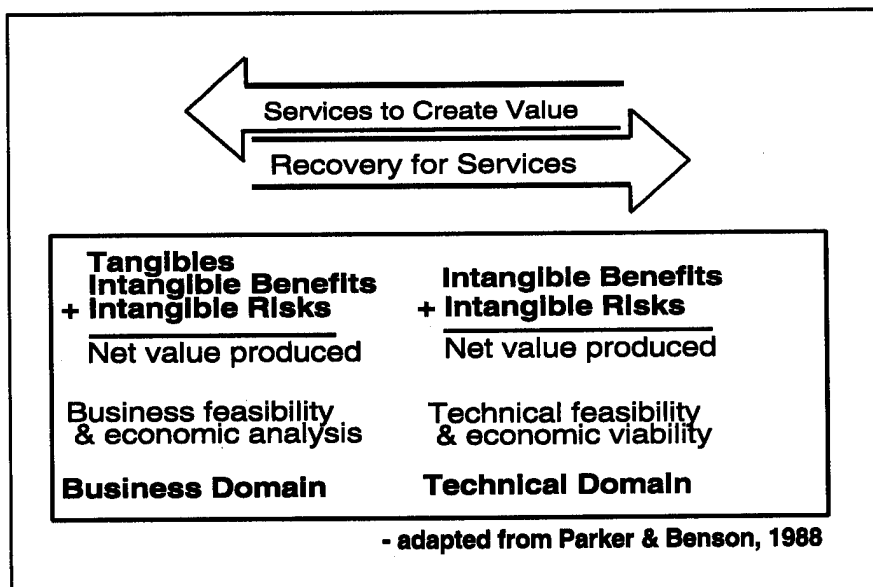 Services to Create Value
Recovery for Services
Tangibles
Intangible Benefits
+ Intangible Risks
Net value produced
Business feasibility
& economic analysis
Business Domain
Intangible Benefits
+ Intangible Risks
Net value produced
Technical feasibility
& economic viability
Technical Domain
- adapted from Parker & Benson, 1988